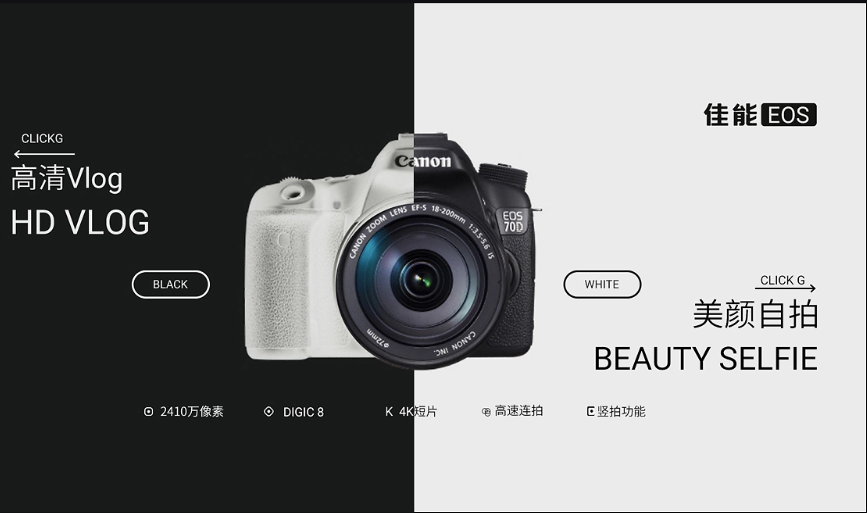 佳能 EOS
CLICKG
高清Vlog
HD VLOG
BLACK
Canon
EOS
70D
CANON ZOOM LENS EF-S 18-200mm 1:3.5-5.6 IS
CANON INC.
ø72mm
WHITE
CLICK G
美颜自拍
BEAUTY SELFIE
2410万像素
DIGIC 8
K 4K短片
高速连拍
竖拍功能